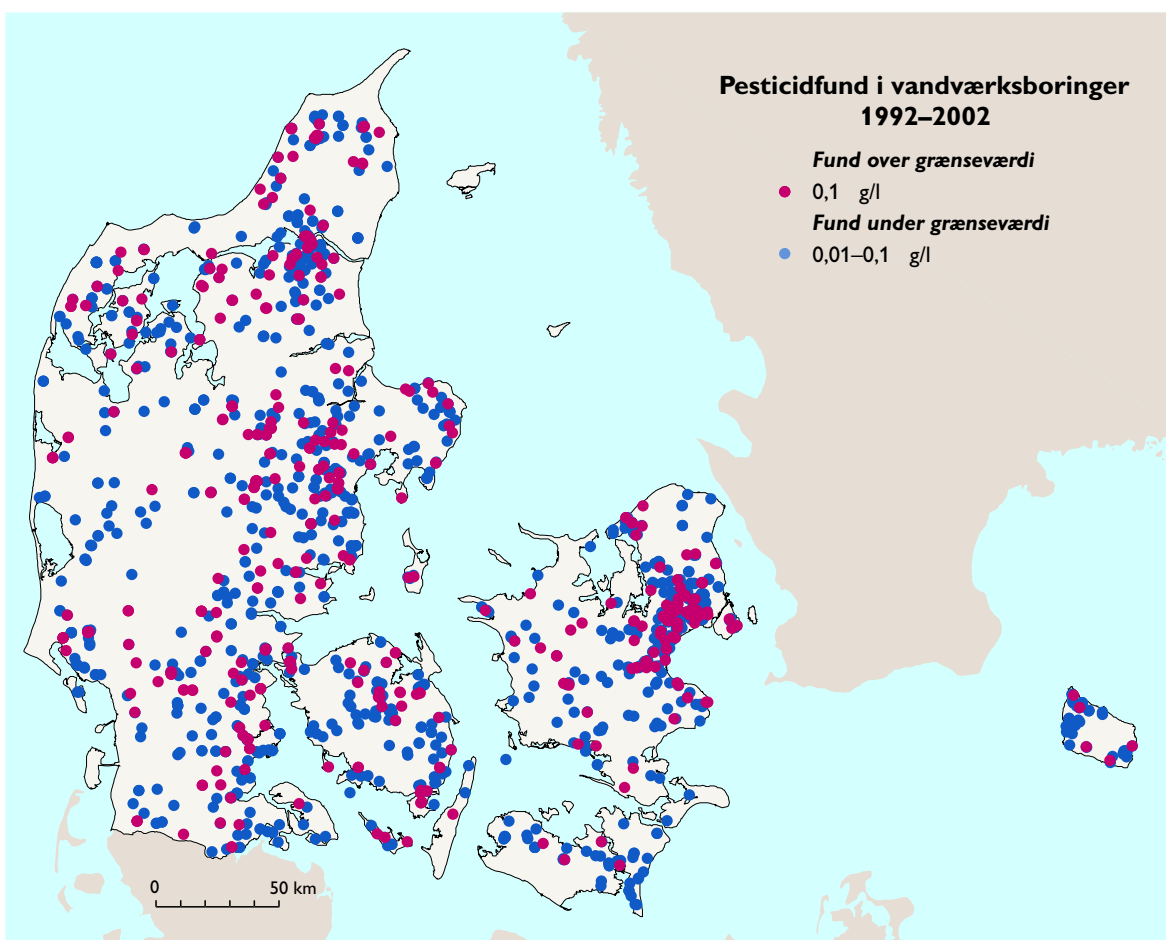 Pesticidfund i vandværksboringer
1992–2002
Fund over grænseværdi
0,1 g/l
Fund under grænseværdi
0,01–0,1 g/l
0 50 km